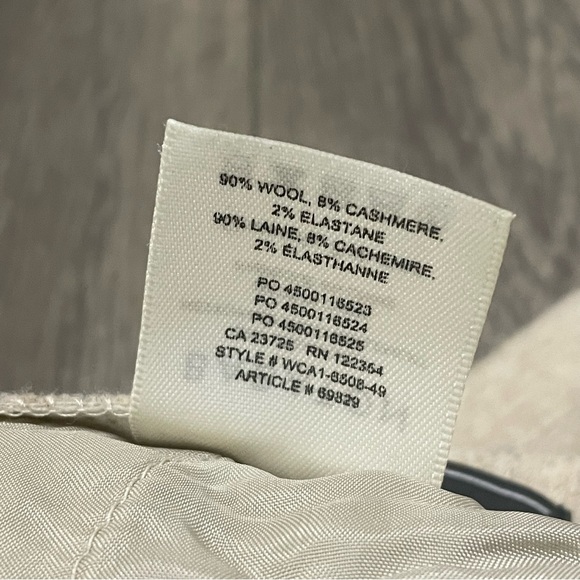 90% WOOL, 8% CASHMERE,
2% ELASTANE
90% LAINE, 8% CACHEMIRE,
2% ÉLASTHANNE
PO 4500116523
PO 4500116524
PO 4500116525
CA 23725 RN 122364
STYLE # WCA1-6508-49
ARTICLE # 69829